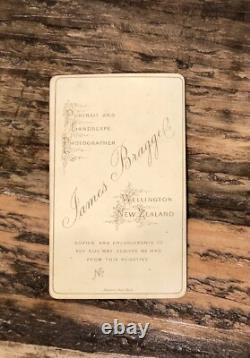 PORTRAIT AND
LANDSCAPE
PHOTOGRAPHER
James Bragge
WELLINGTON
NEW ZEALAND
COPIES AND ENLARGEMENTS TO
ANY SIZE MAY ALWAYS BE HAD
FROM THIS NEGATIVE
No